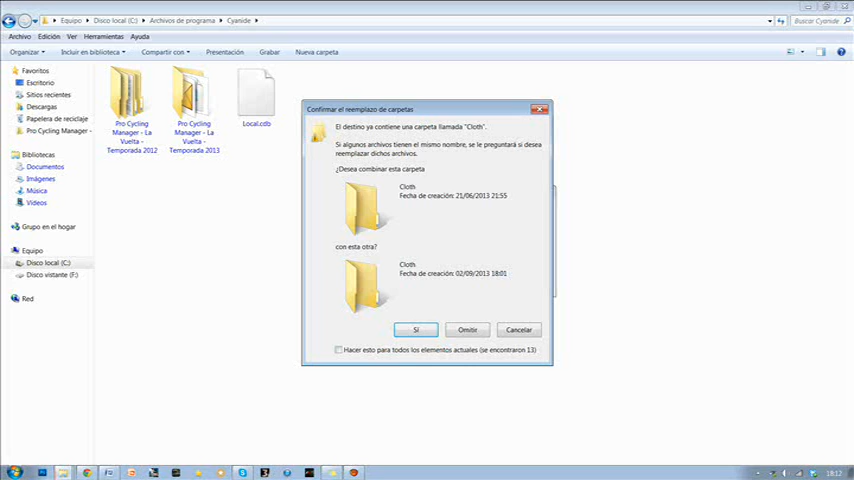 Equipo ▸ Disco local (C:) ▸ Archivos de programa ▸ Cyanide ▸
Buscar Cyanide
Archivo Edición Ver Herramientas Ayuda
Organizar Incluir en biblioteca Compartir con Presentación Grabar Nueva carpeta
Favoritos
Escritorio
Sitios recientes
Descargas
Papelera de reciclaje
Pro Cycling Manager -
Bibliotecas
Documentos
Imágenes
Música
Vídeos
Grupo en el hogar
Equipo
Disco local (C:)
Disco vistante (F:)
Red
Pro Cycling
Manager - La
Vuelta -
Temporada 2012
Pro Cycling
Manager - La
Vuelta -
Temporada 2013
Local.cdb
Confirmar el reemplazo de carpetas
El destino ya contiene una carpeta llamada "Cloth".
Si algunos archivos tienen el mismo nombre, se le preguntará si desea
reemplazar dichos archivos.
¿Desea combinar esta carpeta
Cloth
Fecha de creación: 21/06/2013 21:55
con esta otra?
Cloth
Fecha de creación: 02/09/2013 18:01
Sí Omitir Cancelar
Hacer esto para todos los elementos actuales (se encontraron 13)
18:12